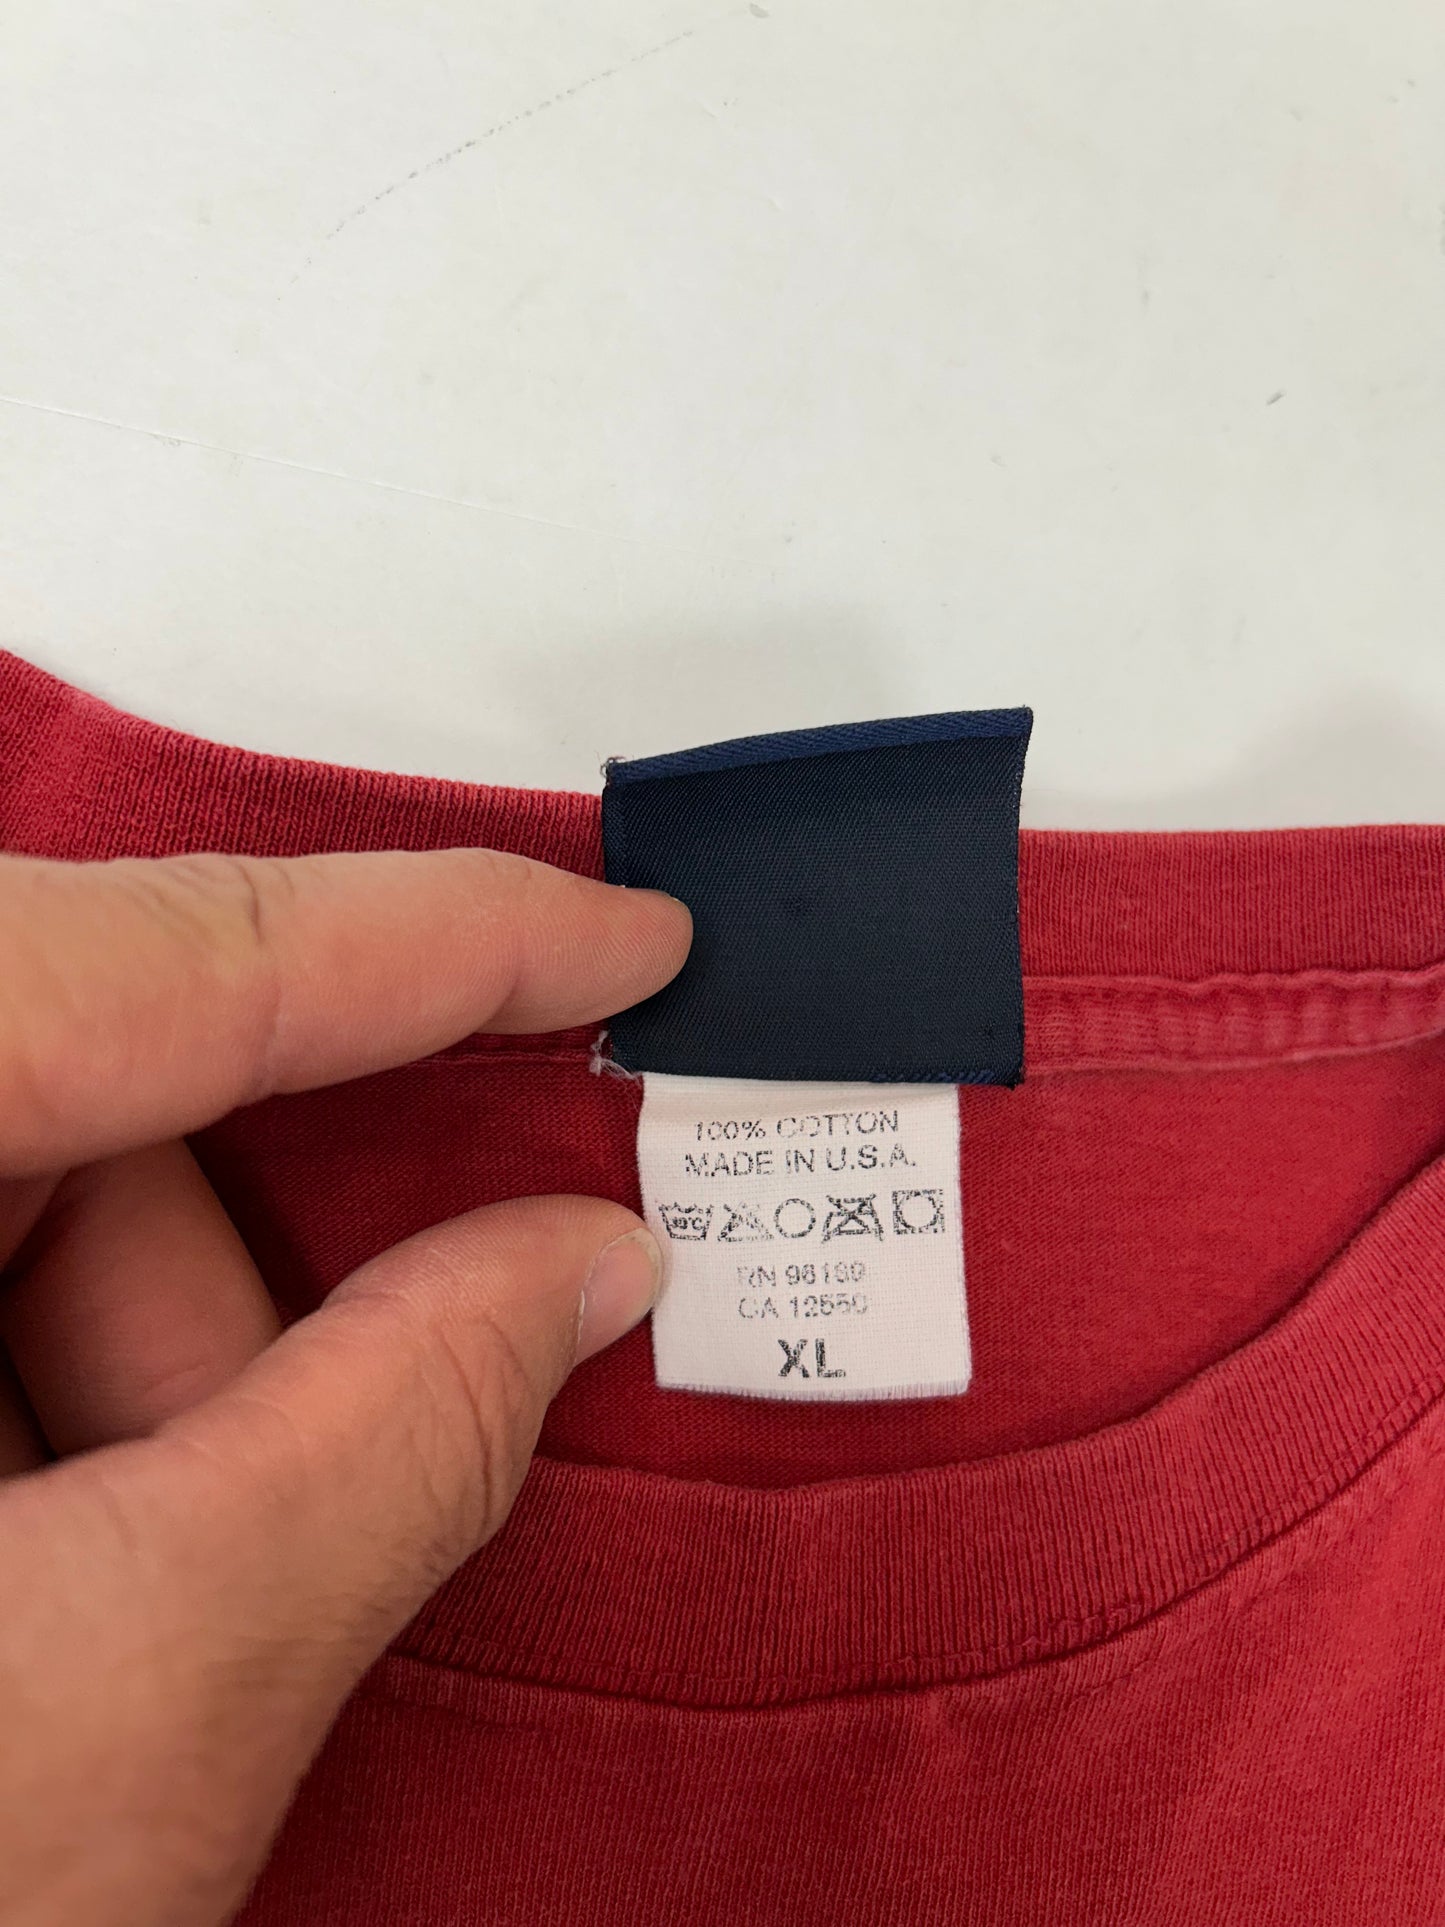 100% COTTON
MADE IN U.S.A.
RN 96189
CA 12550
XL